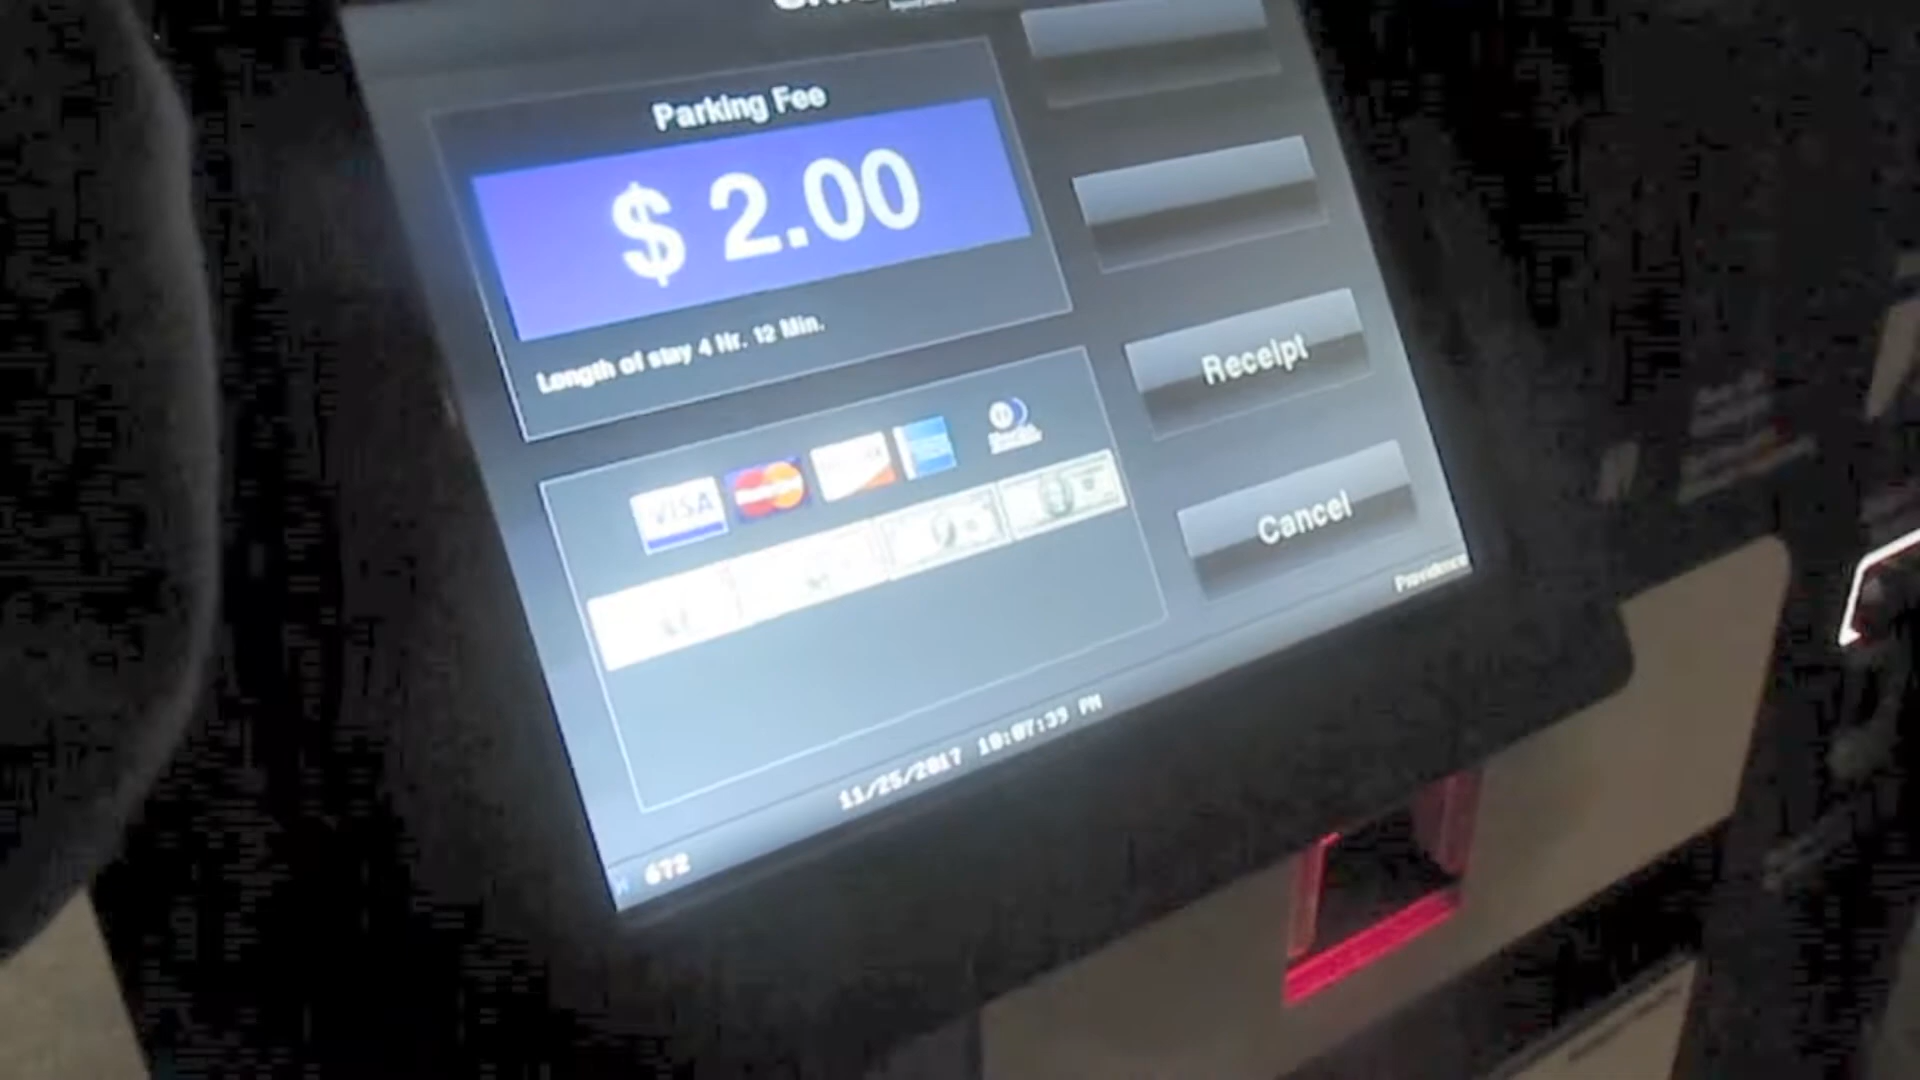 Parking Fee
$ 2.00
Length of stay 4 Hr. 12 Min.
VISA
MasterCard
Receipt
Cancel
Providence
11/25/2017 10:07:39 PM
672